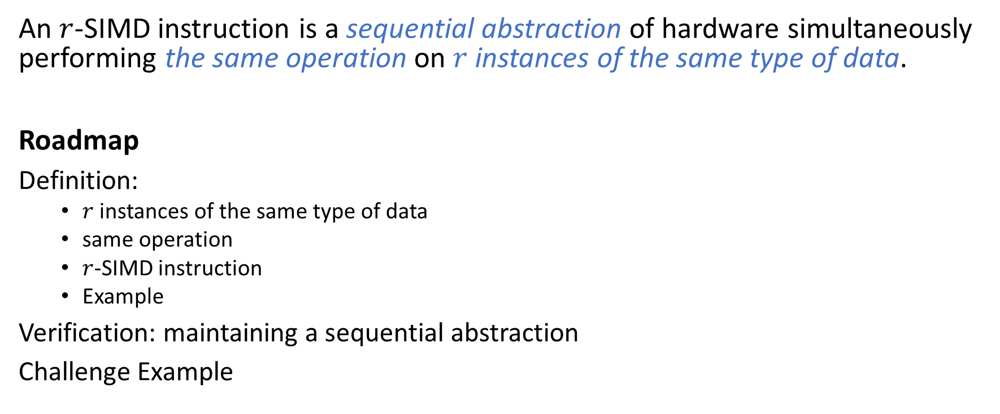 An r-SIMD instruction is a sequential abstraction of hardware simultaneously
performing the same operation on r instances of the same type of data.
Roadmap
Definition:
• r instances of the same type of data
• same operation
• r-SIMD instruction
• Example
Verification: maintaining a sequential abstraction
Challenge Example